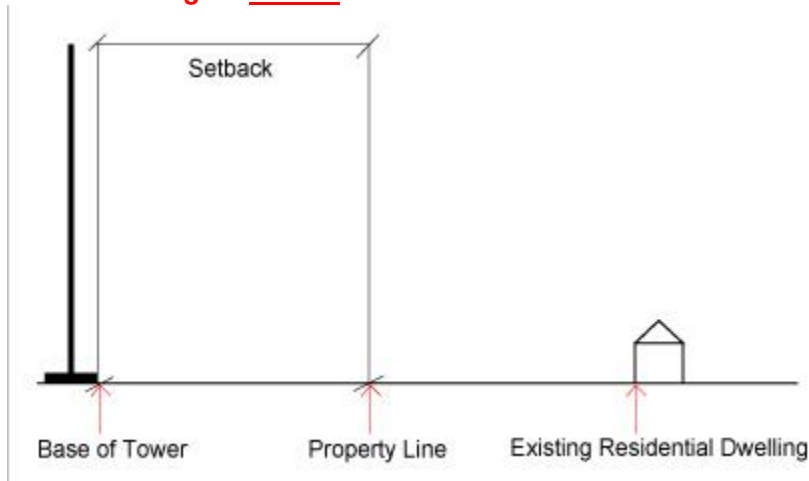 Setback
Base of Tower
Property Line
Existing Residential Dwelling